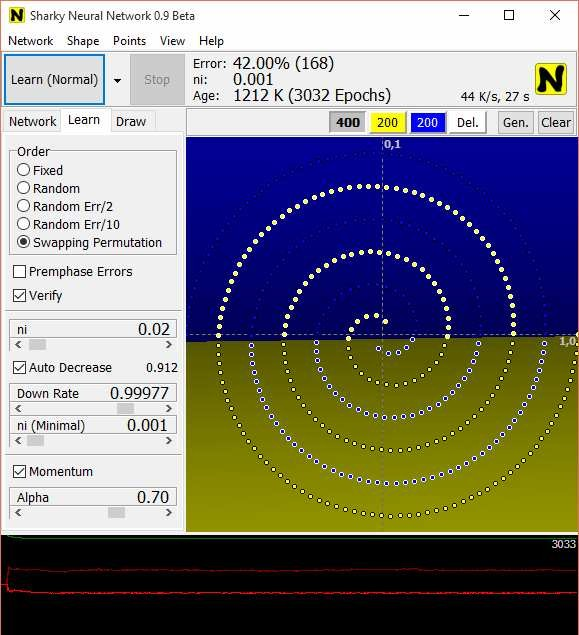 Sharky Neural Network 0.9 Beta
Network Shape Points View Help
Learn (Normal) Stop
Error: 42.00% (168)
ni: 0.001
Age: 1212 K (3032 Epochs)
N
44 K/s, 27 s
Network Learn Draw
400 200 200 Del. Gen. Clear
Order
Fixed
Random
Random Err/2
Random Err/10
Swapping Permutation
Premphase Errors
Verify
ni 0.02
Auto Decrease 0.912
Down Rate 0.99977
ni (Minimal) 0.001
Momentum
Alpha 0.70
0,1
1,0
3033